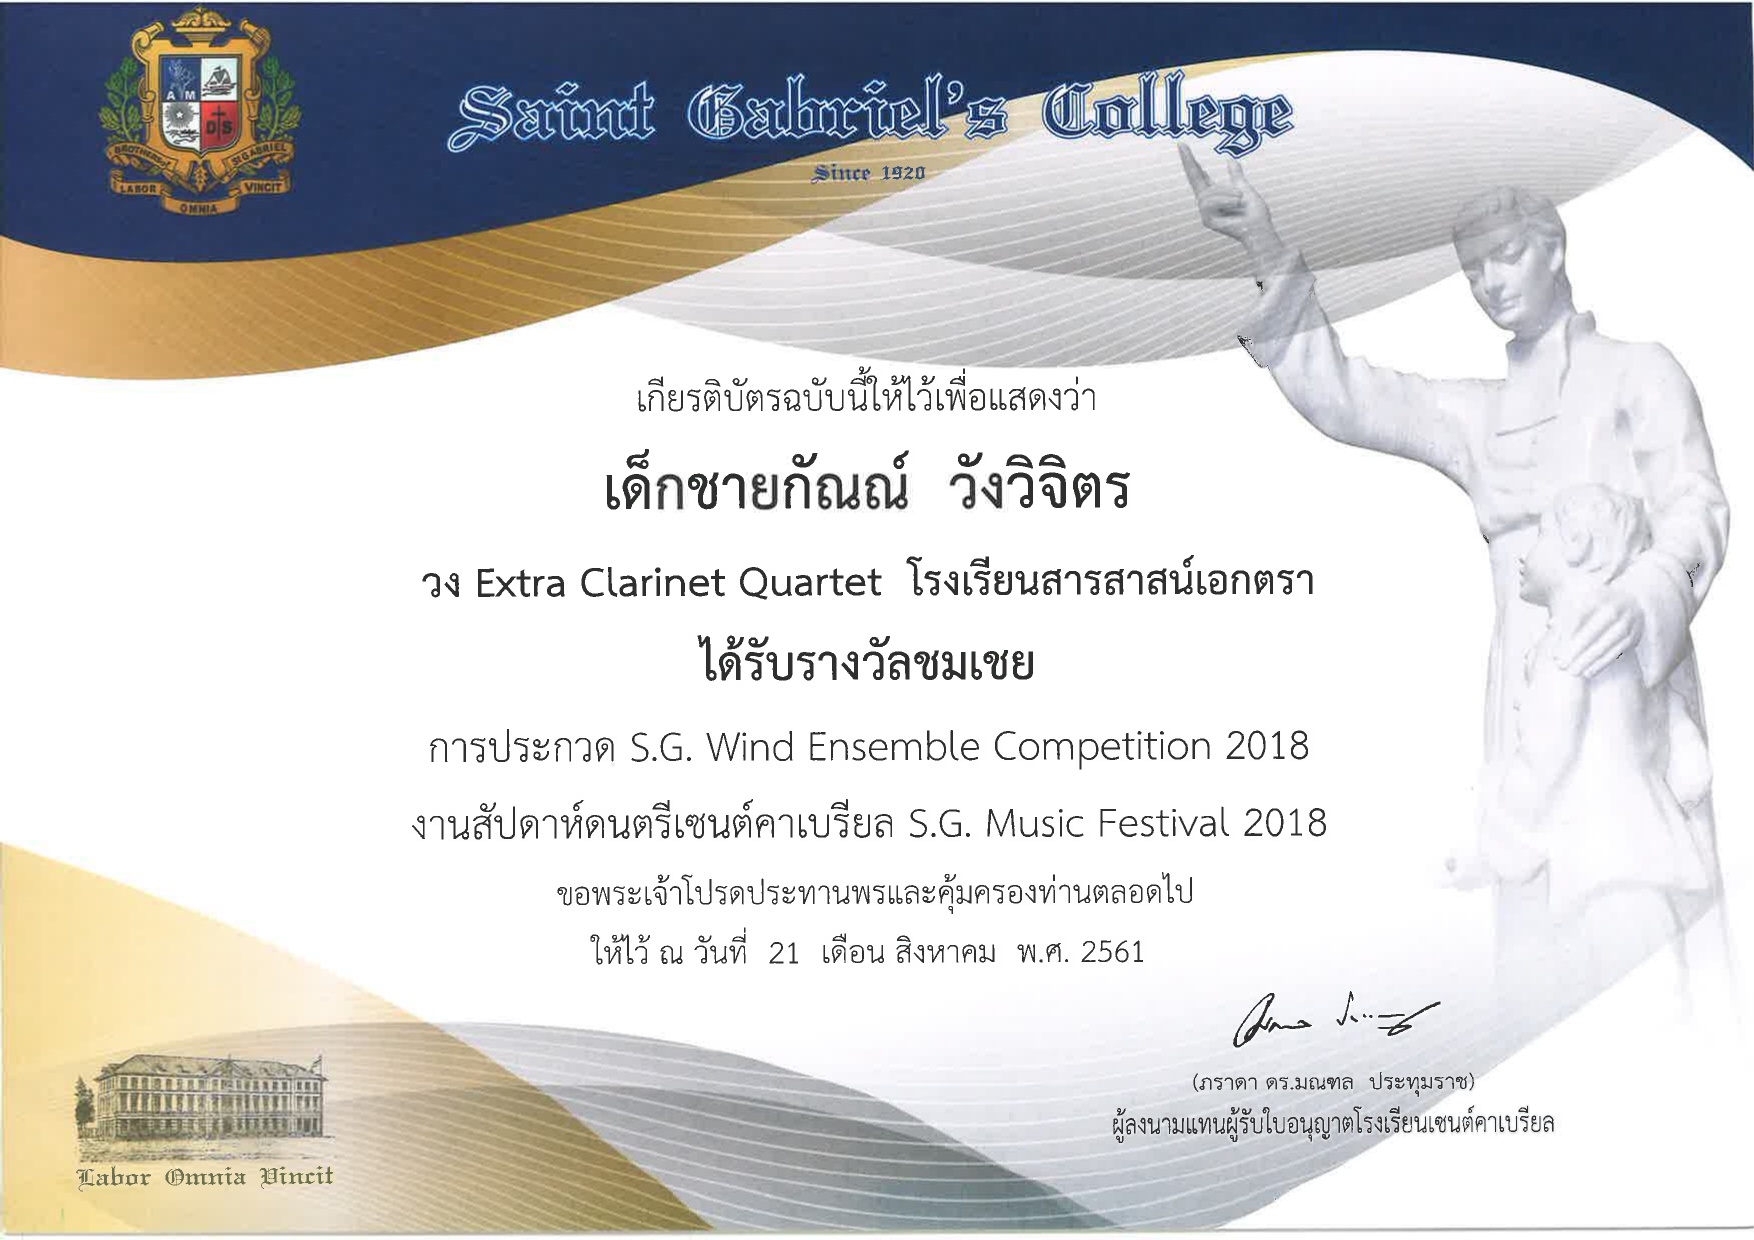 A M
D S
BROTHERS OF ST GABRIEL
LABOR OMNIA VINCIT
Saint Gabriel's College
Since 1920
เกียรติบัตรฉบับนี้ให้ไว้เพื่อแสดงว่า
เด็กชายกัณณ์ วังวิจิตร
วง Extra Clarinet Quartet โรงเรียนสารสาสน์เอกตรา
ได้รับรางวัลชมเชย
การประกวด S.G. Wind Ensemble Competition 2018
งานสัปดาห์ดนตรีเซนต์คาเบรียล S.G. Music Festival 2018
ขอพระเจ้าโปรดประทานพรและคุ้มครองท่านตลอดไป
ให้ไว้ ณ วันที่ 21 เดือน สิงหาคม พ.ศ. 2561
(ภราดา ดร.มณฑล ประทุมราช)
ผู้ลงนามแทนผู้รับใบอนุญาตโรงเรียนเซนต์คาเบรียล
Labor Omnia Vincit